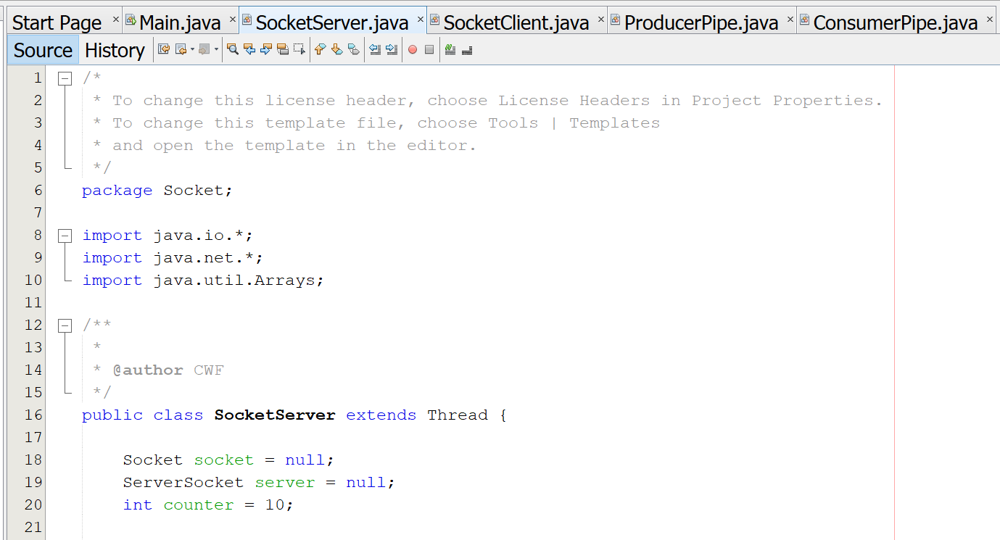 Start Page × Main.java × SocketServer.java × SocketClient.java × ProducerPipe.java × ConsumerPipe.java ×
Source History
1 /*
2  * To change this license header, choose License Headers in Project Properties.
3  * To change this template file, choose Tools | Templates
4  * and open the template in the editor.
5  */
6 package Socket;
7
8 import java.io.*;
9 import java.net.*;
10 import java.util.Arrays;
11
12 /**
13  *
14  * @author CWF
15  */
16 public class SocketServer extends Thread {
17
18     Socket socket = null;
19     ServerSocket server = null;
20     int counter = 10;
21